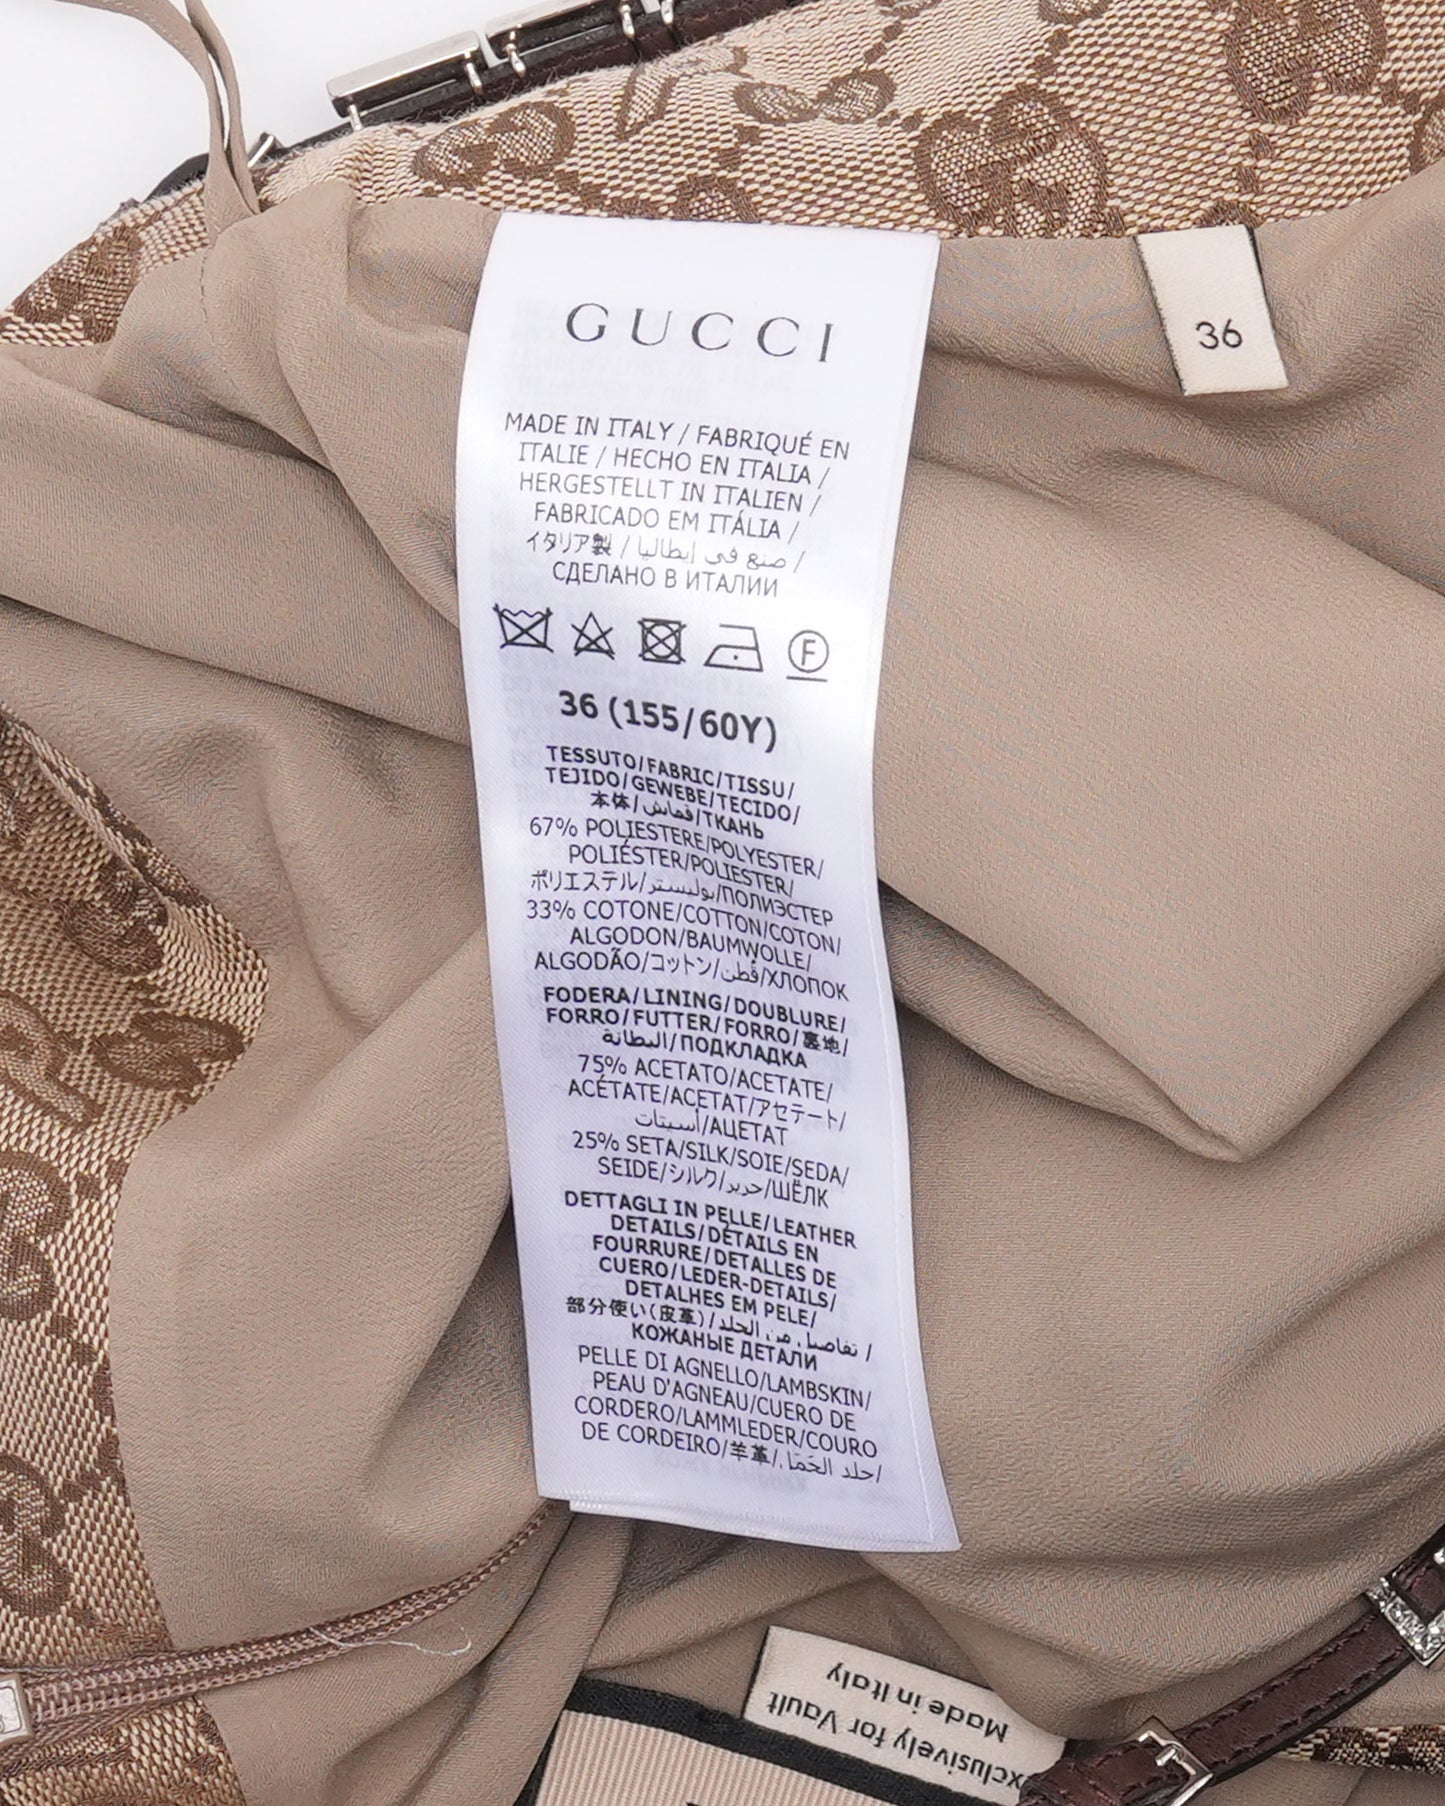 GUCCI
36
MADE IN ITALY / FABRIQUÉ EN
ITALIE / HECHO EN ITALIA /
HERGESTELLT IN ITALIEN /
FABRICADO EM ITÁLIA /
イタリア製 / صنع في إيطاليا /
СДЕЛАНО В ИТАЛИИ
F
36 (155/60Y)
TESSUTO/FABRIC/TISSU/
TEJIDO/GEWEBE/TECIDO/
本体/قماش/ТКАНЬ
67% POLIESTERE/POLYESTER/
POLIÉSTER/POLIESTER/
ポリエステル/بوليستر/ПОЛИЭСТЕР
33% COTONE/COTTON/COTON/
ALGODON/BAUMWOLLE/
ALGODÃO/コットン/قطن/ХЛОПОК
FODERA/LINING/DOUBLURE/
FORRO/FUTTER/FORRO/裏地/
البطانة/ПОДКЛАДКА
75% ACETATO/ACETATE/
ACÉTATE/ACETAT/アセテート/
أسيتات/АЦЕТАТ
25% SETA/SILK/SOIE/SEDA/
SEIDE/シルク/حرير/ШЁЛК
DETTAGLI IN PELLE/LEATHER
DETAILS/DÉTAILS EN
FOURRURE/DETALLES DE
CUERO/LEDER-DETAILS/
DETALHES EM PELE/
部分使い(皮革)/تفاصيل من الجلد /
КОЖАНЫЕ ДЕТАЛИ
PELLE DI AGNELLO/LAMBSKIN/
PEAU D'AGNEAU/CUERO DE
CORDERO/LAMMLEDER/COURO
DE CORDEIRO/羊革/جلد الحَمَل/
exclusively for Vault
Made in Italy